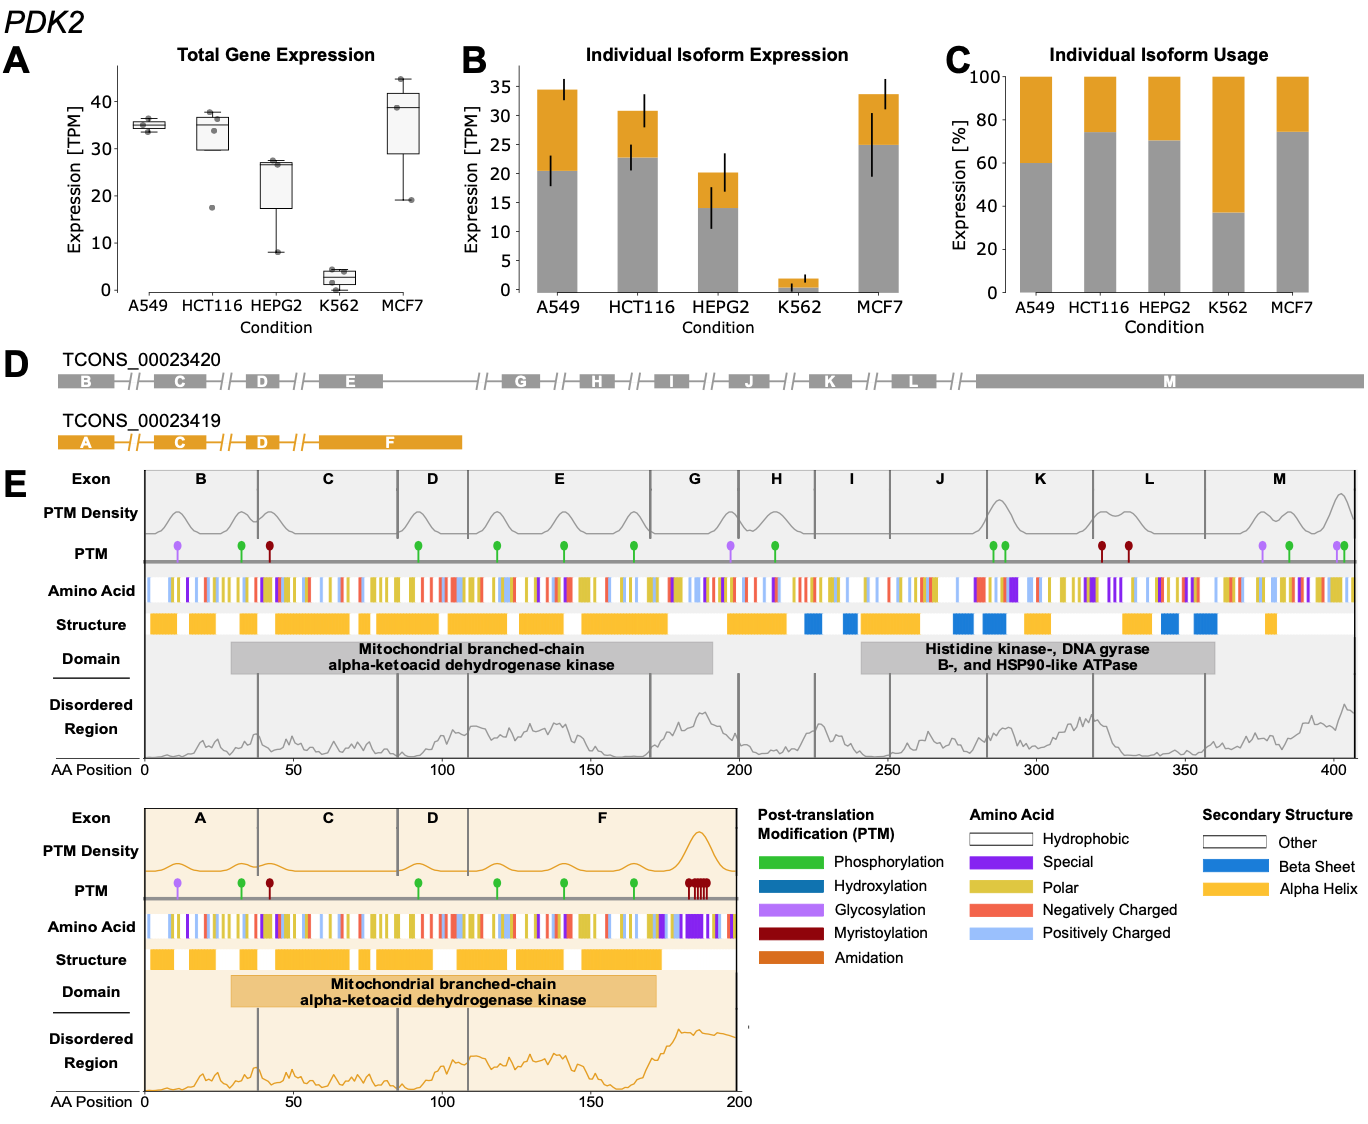 PDK2
A
Total Gene Expression
Expression [TPM]
40
30
20
10
0
A549 HCT116 HEPG2 K562 MCF7
Condition
B
Individual Isoform Expression
Expression [TPM]
35
30
25
20
15
10
5
0
A549 HCT116 HEPG2 K562 MCF7
Condition
C
Individual Isoform Usage
Expression [%]
100
80
60
40
20
0
A549 HCT116 HEPG2 K562 MCF7
Condition
D
TCONS_00023420
B C D E G H I J K L M
TCONS_00023419
A C D F
E
Exon B C D E G H I J K L M
PTM Density
PTM
Amino Acid
Structure
Domain
Mitochondrial branched-chain
alpha-ketoacid dehydrogenase kinase
Histidine kinase-, DNA gyrase
B-, and HSP90-like ATPase
Disordered
Region
AA Position 0 50 100 150 200 250 300 350 400
Exon A C D F
PTM Density
PTM
Amino Acid
Structure
Domain
Mitochondrial branched-chain
alpha-ketoacid dehydrogenase kinase
Disordered
Region
AA Position 0 50 100 150 200
Post-translation
Modification (PTM)
Phosphorylation
Hydroxylation
Glycosylation
Myristoylation
Amidation
Amino Acid
Hydrophobic
Special
Polar
Negatively Charged
Positively Charged
Secondary Structure
Other
Beta Sheet
Alpha Helix